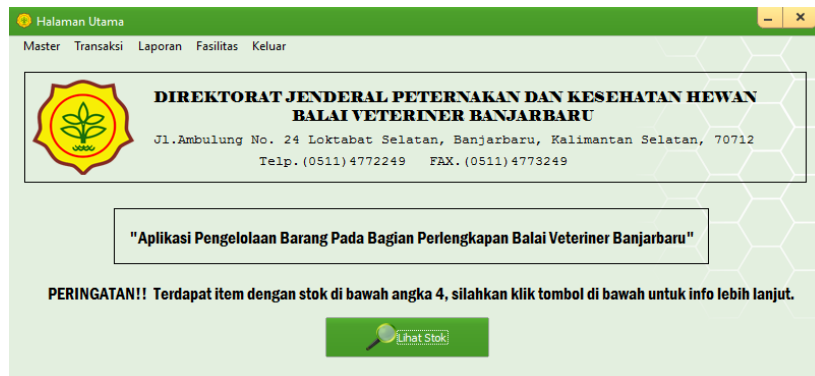 Halaman Utama
Master Transaksi Laporan Fasilitas Keluar
DIREKTORAT JENDERAL PETERNAKAN DAN KESEHATAN HEWAN
BALAI VETERINER BANJARBARU
Jl.Ambulung No. 24 Loktabat Selatan, Banjarbaru, Kalimantan Selatan, 70712
Telp.(0511)4772249 FAX.(0511)4773249
"Aplikasi Pengelolaan Barang Pada Bagian Perlengkapan Balai Veteriner Banjarbaru"
PERINGATAN!! Terdapat item dengan stok di bawah angka 4, silahkan klik tombol di bawah untuk info lebih lanjut.
Lihat Stok